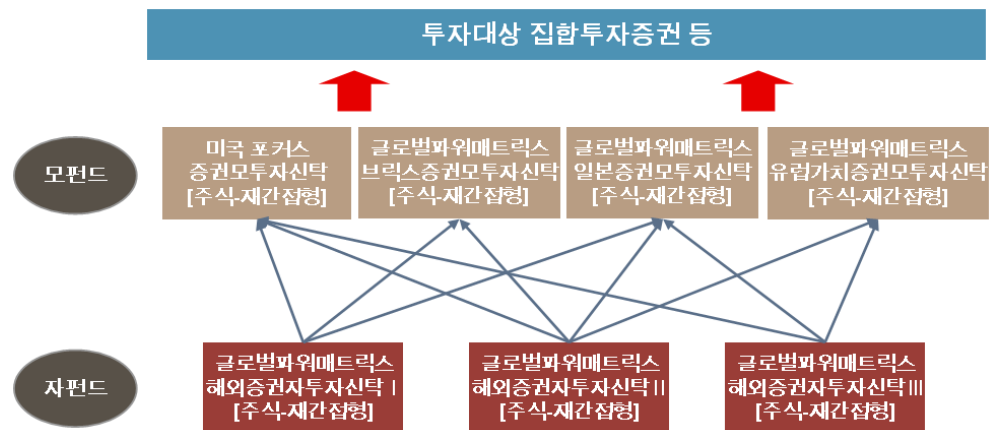 투자대상 집합투자증권 등
모펀드
미국 포커스
증권모투자신탁
[주식-재간접형]
글로벌파워매트릭스
브릭스증권모투자신탁
[주식-재간접형]
글로벌파워매트릭스
일본증권모투자신탁
[주식-재간접형]
글로벌파워매트릭스
유럽가치증권모투자신탁
[주식-재간접형]
자펀드
글로벌파워매트릭스
해외증권자투자신탁Ⅰ
[주식-재간접형]
글로벌파워매트릭스
해외증권자투자신탁Ⅱ
[주식-재간접형]
글로벌파워매트릭스
해외증권자투자신탁Ⅲ
[주식-재간접형]